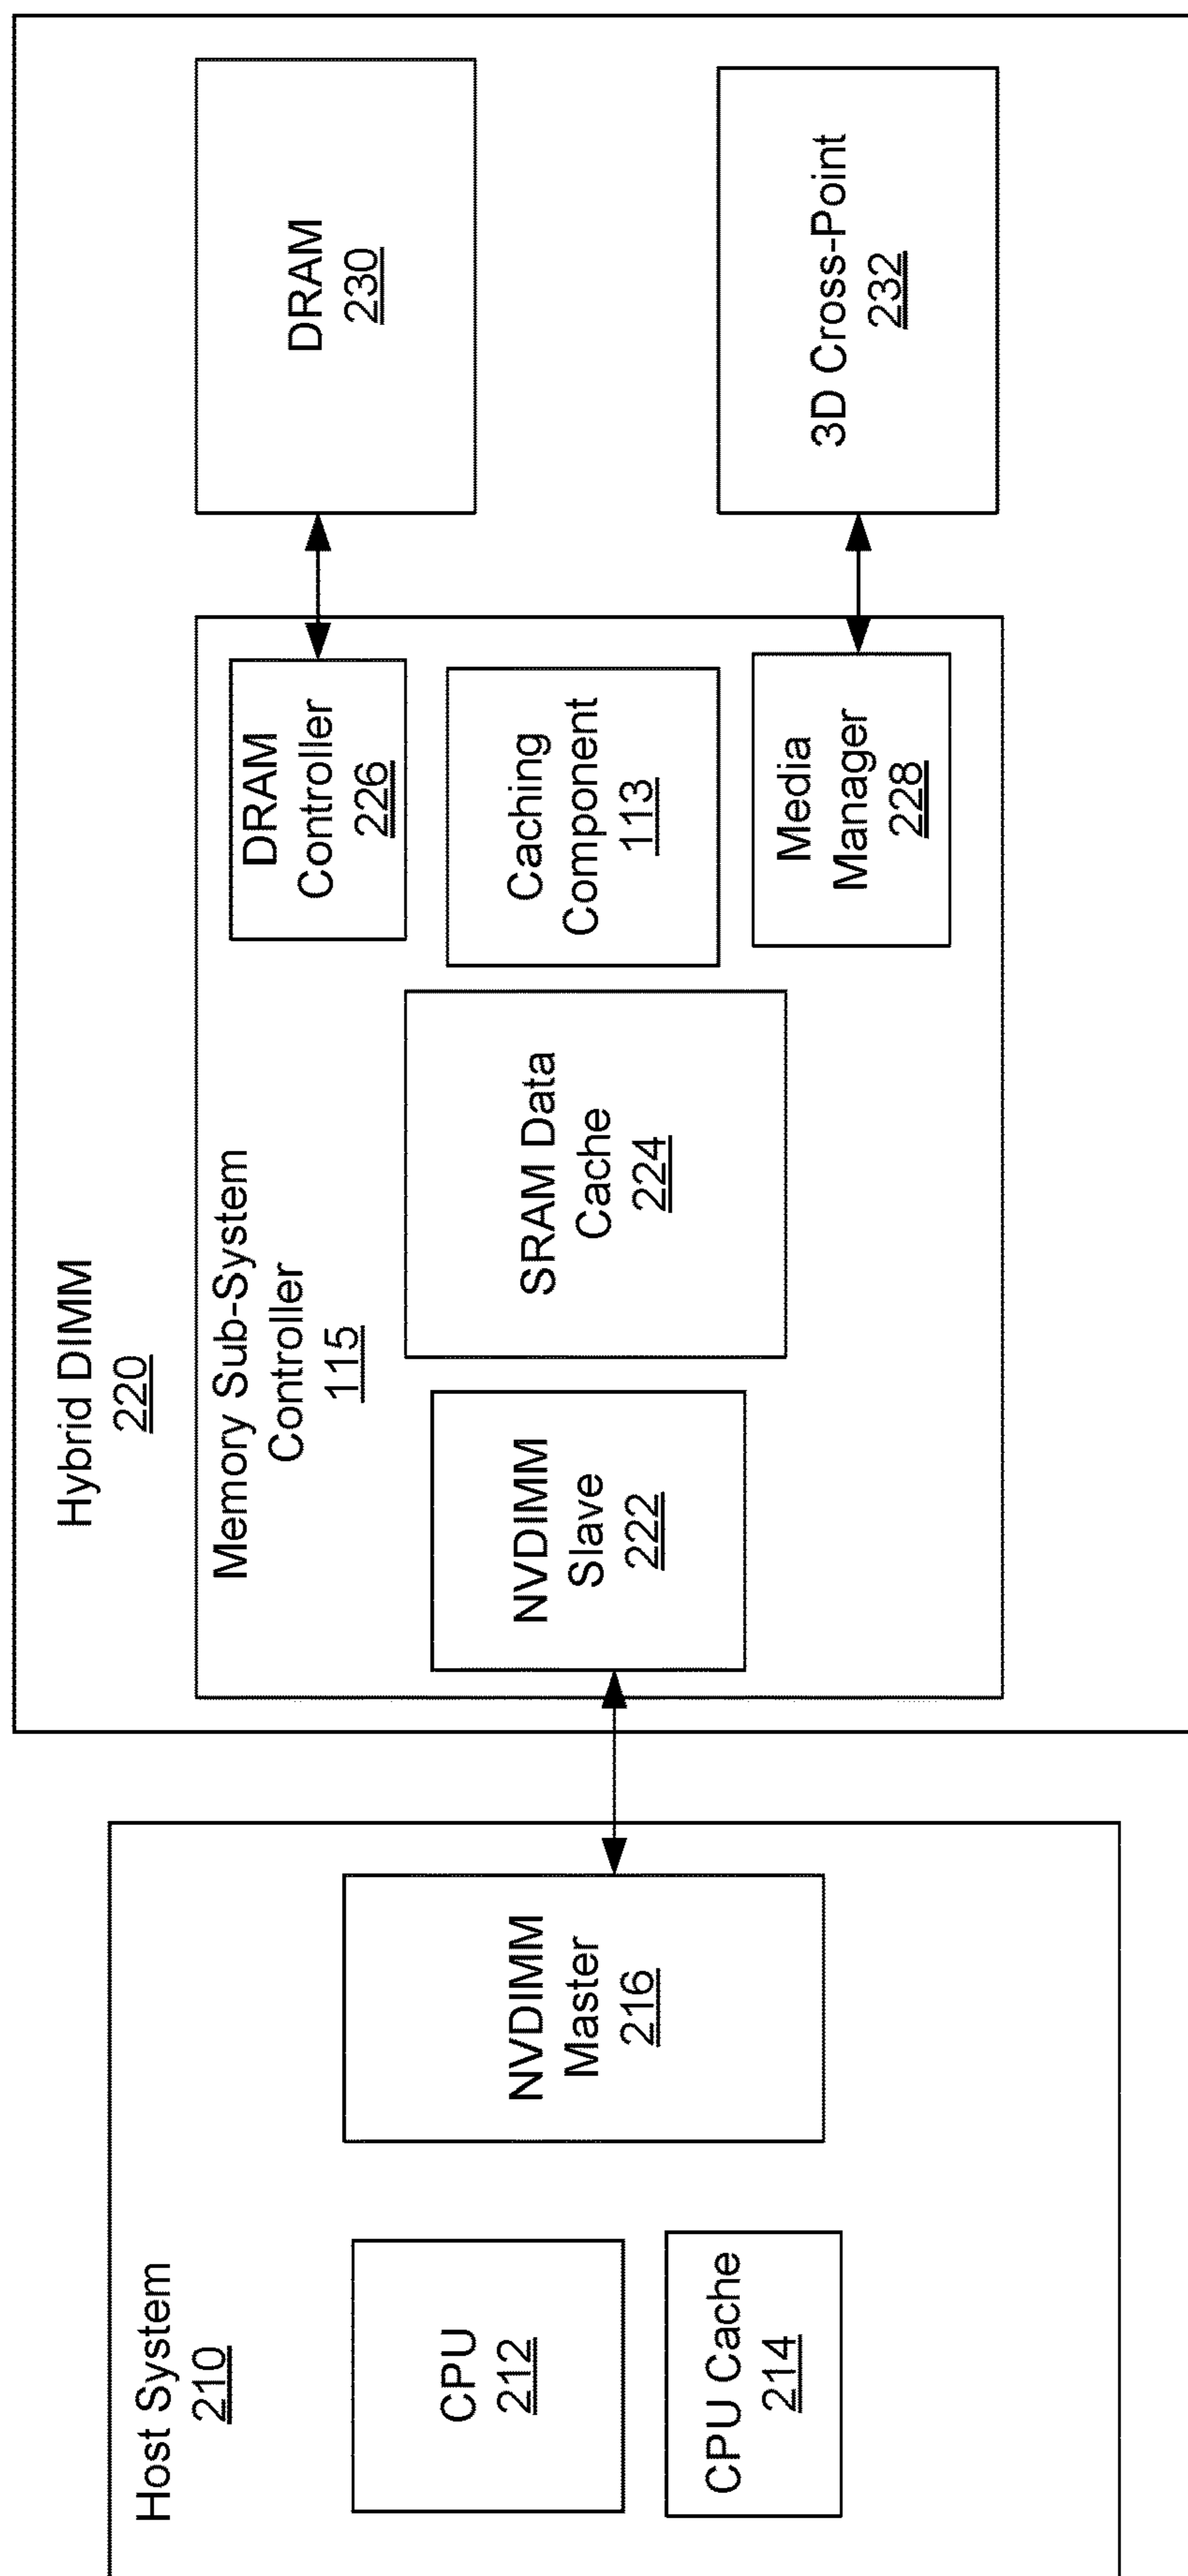 Host System
210
CPU
212
CPU Cache
214
NVDIMM
Master
216
Hybrid DIMM
220
Memory Sub-System
Controller
115
NVDIMM
Slave
222
SRAM Data
Cache
224
DRAM
Controller
226
Caching
Component
113
Media
Manager
228
DRAM
230
3D Cross-Point
232